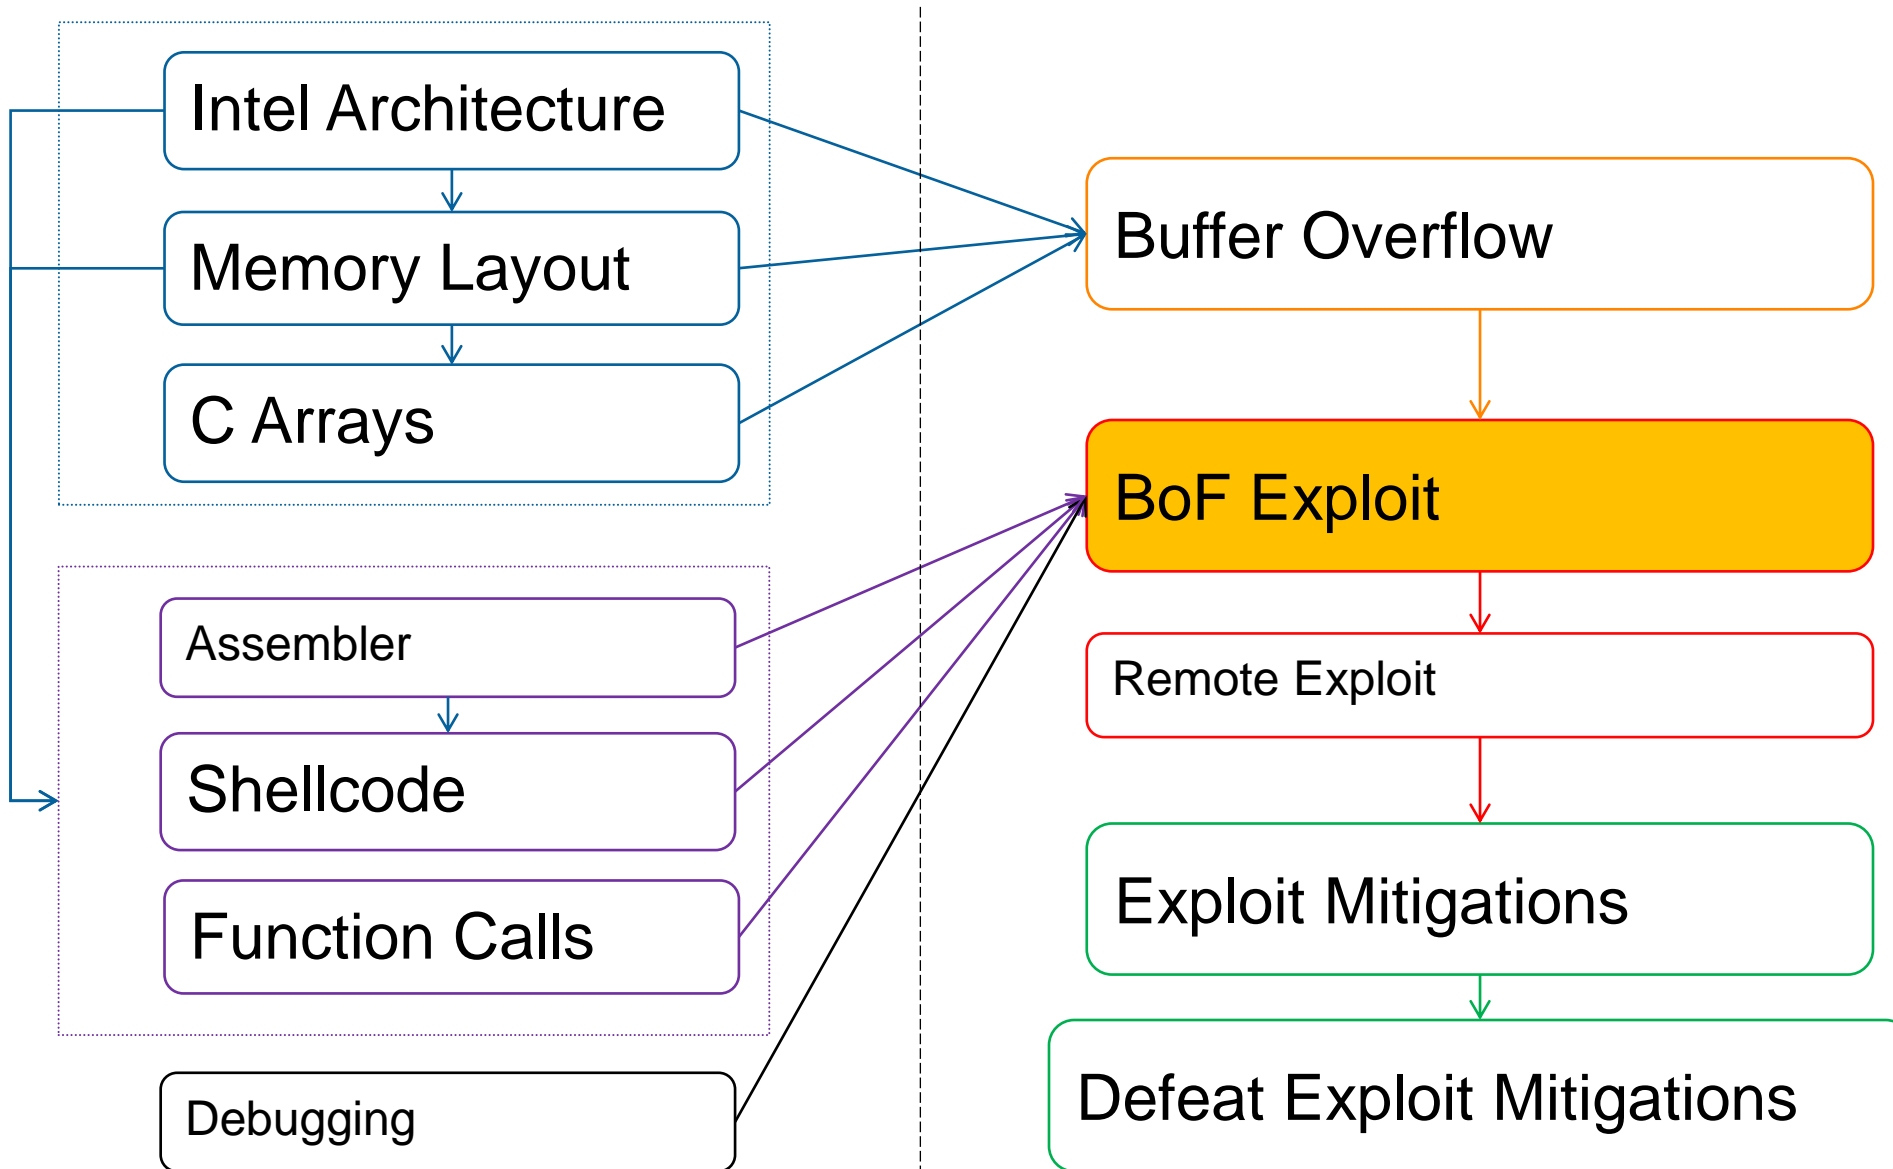 Intel Architecture
Memory Layout
C Arrays
Assembler
Shellcode
Function Calls
Debugging
Buffer Overflow
BoF Exploit
Remote Exploit
Exploit Mitigations
Defeat Exploit Mitigations